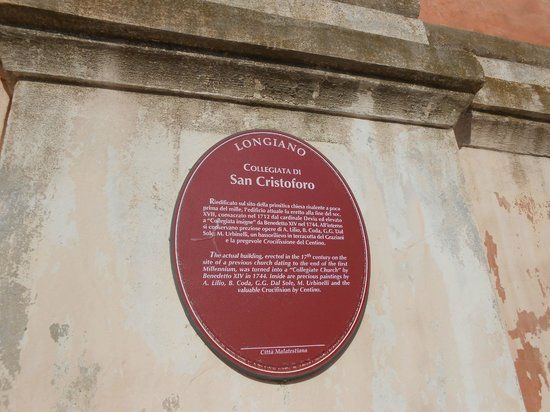 LONGIANO
COLLEGIATA DI
San Cristoforo
Riedificato sul sito della primitiva chiesa risalente a poco
prima del mille, l'edificio attuale fu eretto alla fine del sec.
XVII, consacrato nel 1712 dal cardinale Davia ed elevato
a "Collegiata insigne" da Benedetto XIV nel 1744. All'interno
si conservano preziose opere di A. Lilio, B. Coda, G.G. Dal
Sole, M. Urbinelli, un bassorilievo in terracotta del Graziani
e la pregevole Crocifissione del Centino.
The actual building, erected in the 17th century on the
site of a previous church dating to the end of the first
Millennium, was turned into a "Collegiate Church" by
Benedetto XIV in 1744. Inside are precious paintings by
A. Lilio, B. Coda, G.G. Dal Sole, M. Urbinelli and the
valuable Crucifixion by Centino.
Città Malatestiana